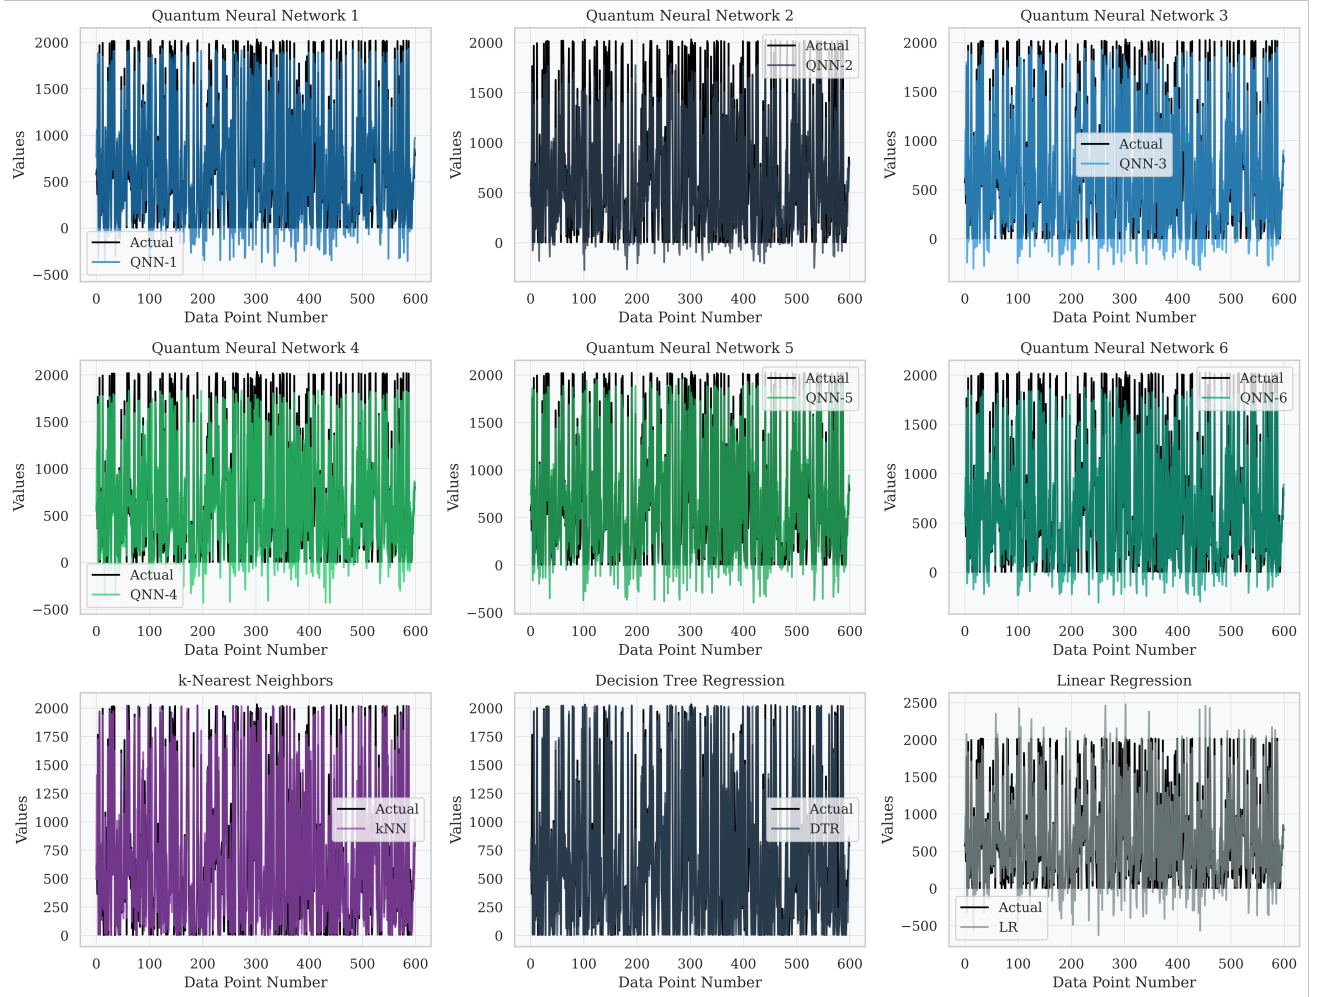 Quantum Neural Network 1
Values
2000
1500
1000
500
0
−500
Actual
QNN-1
0 100 200 300 400 500 600
Data Point Number
Quantum Neural Network 2
Values
2000
1500
1000
500
0
Actual
QNN-2
0 100 200 300 400 500 600
Data Point Number
Quantum Neural Network 3
Values
2000
1500
1000
500
0
Actual
QNN-3
0 100 200 300 400 500 600
Data Point Number
Quantum Neural Network 4
Values
2000
1500
1000
500
0
−500
Actual
QNN-4
0 100 200 300 400 500 600
Data Point Number
Quantum Neural Network 5
Values
2000
1500
1000
500
0
−500
Actual
QNN-5
0 100 200 300 400 500 600
Data Point Number
Quantum Neural Network 6
Values
2000
1500
1000
500
0
Actual
QNN-6
0 100 200 300 400 500 600
Data Point Number
k-Nearest Neighbors
Values
2000
1750
1500
1250
1000
750
500
250
0
Actual
kNN
0 100 200 300 400 500 600
Data Point Number
Decision Tree Regression
Values
2000
1750
1500
1250
1000
750
500
250
0
Actual
DTR
0 100 200 300 400 500 600
Data Point Number
Linear Regression
Values
2500
2000
1500
1000
500
0
−500
Actual
LR
0 100 200 300 400 500 600
Data Point Number